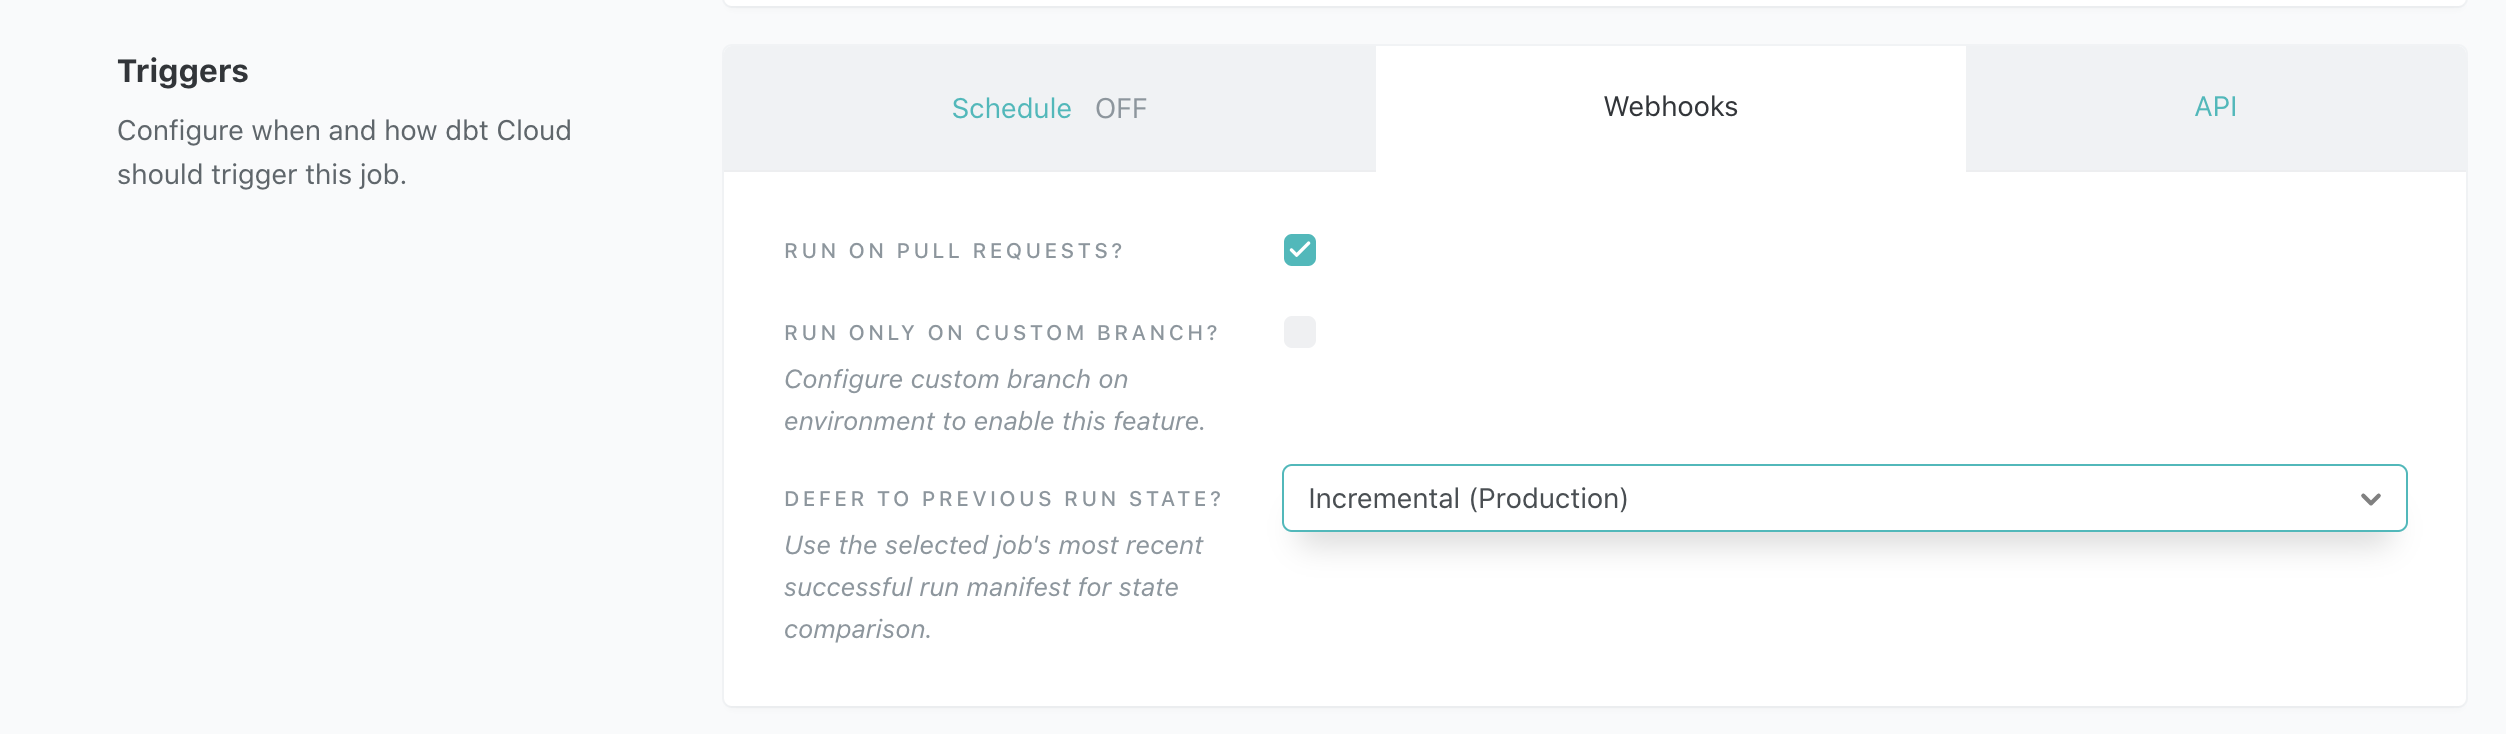 Triggers
Configure when and how dbt Cloud
should trigger this job.
Schedule OFF
Webhooks
API
RUN ON PULL REQUESTS?
RUN ONLY ON CUSTOM BRANCH?
Configure custom branch on
environment to enable this feature.
DEFER TO PREVIOUS RUN STATE?
Incremental (Production)
Use the selected job's most recent
successful run manifest for state
comparison.